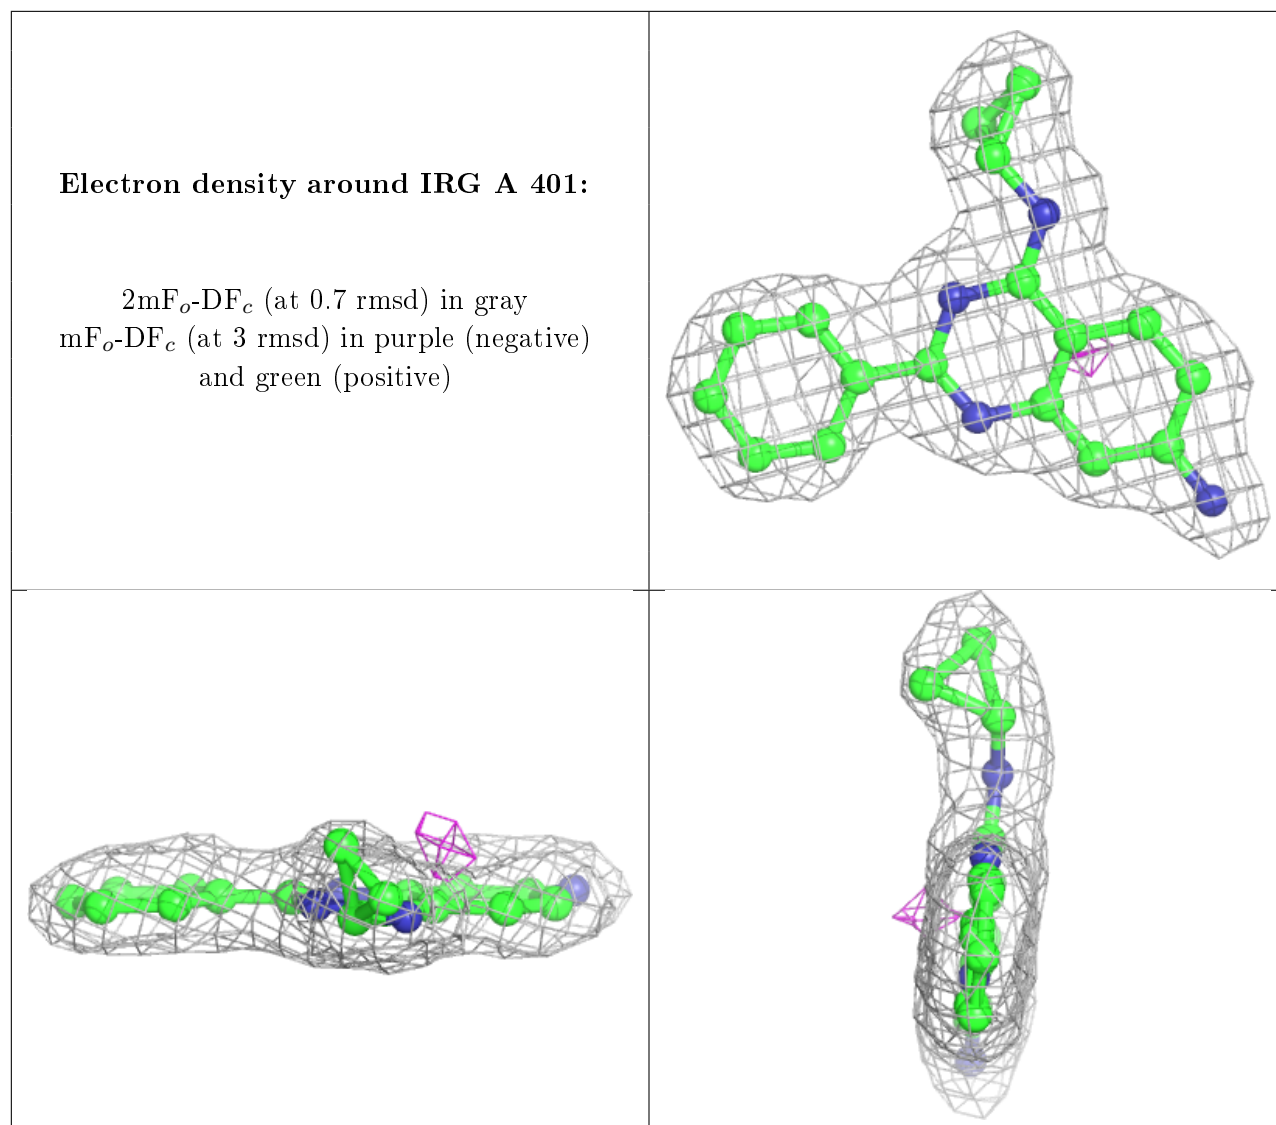 Electron density around IRG A 401:
2mFₒ-DF𝒸 (at 0.7 rmsd) in gray
mFₒ-DF𝒸 (at 3 rmsd) in purple (negative)
and green (positive)